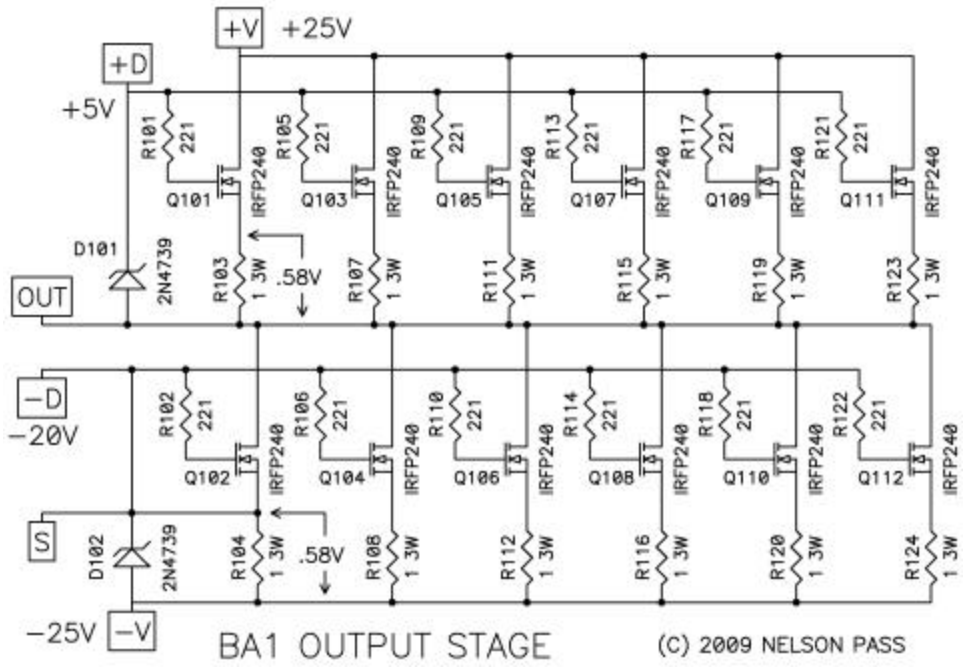 +V +25V
+D
+5V
R101 221 R105 221 R109 221 R113 221 R117 221 R121 221
Q101 IRFP240 Q103 IRFP240 Q105 IRFP240 Q107 IRFP240 Q109 IRFP240 Q111 IRFP240
D101 2N4739 R103 1 3W .58V R107 1 3W R111 1 3W R115 1 3W R119 1 3W R123 1 3W
OUT
-D
-20V
R102 221 R106 221 R110 221 R114 221 R118 221 R122 221
Q102 IRFP240 Q104 IRFP240 Q106 IRFP240 Q108 IRFP240 Q110 IRFP240 Q112 IRFP240
S
D102 2N4739 R104 1 3W .58V R108 1 3W R112 1 3W R116 1 3W R120 1 3W R124 1 3W
-25V -V
BA1 OUTPUT STAGE (C) 2009 NELSON PASS